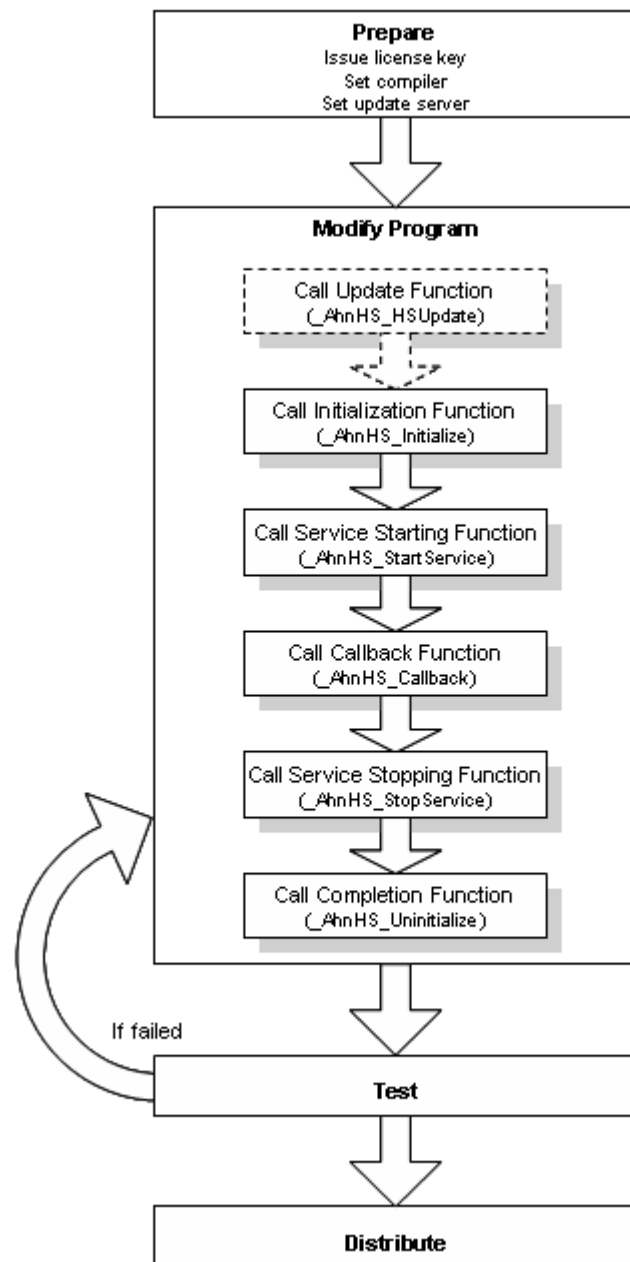 Prepare
Issue license key
Set compiler
Set update server
Modify Program
Call Update Function
(_AhnHS_HSUpdate)
Call Initialization Function
(_AhnHS_Initialize)
Call Service Starting Function
(_AhnHS_StartService)
Call Callback Function
(_AhnHS_Callback)
Call Service Stopping Function
(_AhnHS_StopService)
Call Completion Function
(_AhnHS_Uninitialize)
If failed
Test
Distribute